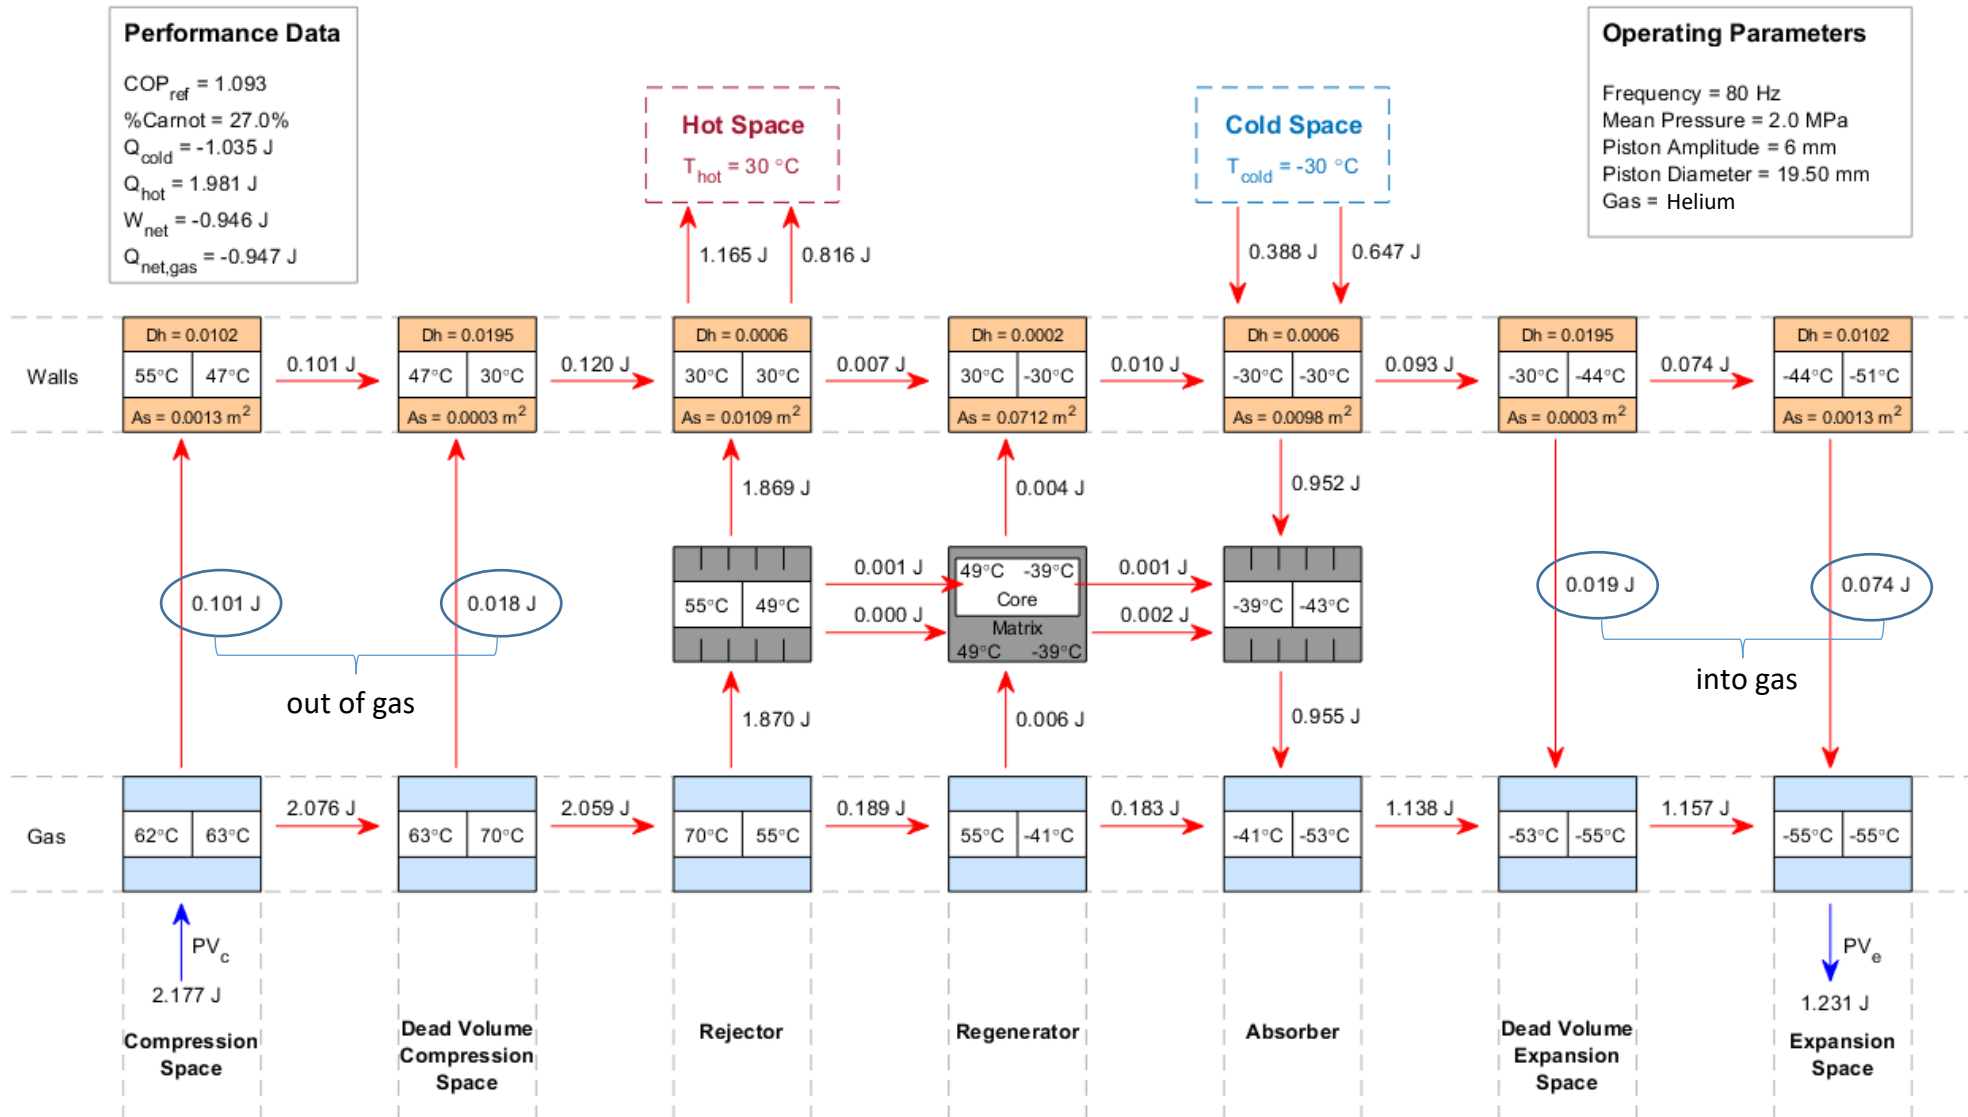 Performance Data
COP_ref = 1.093
%Carnot = 27.0%
Q_cold = -1.035 J
Q_hot = 1.981 J
W_net = -0.946 J
Q_net,gas = -0.947 J
Hot Space
T_hot = 30 °C
Cold Space
T_cold = -30 °C
Operating Parameters
Frequency = 80 Hz
Mean Pressure = 2.0 MPa
Piston Amplitude = 6 mm
Piston Diameter = 19.50 mm
Gas = Helium
1.165 J 0.816 J 0.388 J 0.647 J
Dh = 0.0102 Dh = 0.0195 Dh = 0.0006 Dh = 0.0002 Dh = 0.0006 Dh = 0.0195 Dh = 0.0102
Walls 55°C 47°C 0.101 J 47°C 30°C 0.120 J 30°C 30°C 0.007 J 30°C -30°C 0.010 J -30°C -30°C 0.093 J -30°C -44°C 0.074 J -44°C -51°C
As = 0.0013 m² As = 0.0003 m² As = 0.0109 m² As = 0.0712 m² As = 0.0098 m² As = 0.0003 m² As = 0.0013 m²
1.869 J 0.004 J 0.952 J
0.101 J 0.018 J 0.019 J 0.074 J
out of gas
into gas
55°C 49°C
0.001 J
0.000 J
49°C -39°C
Core
Matrix
49°C -39°C
0.001 J
0.002 J
-39°C -43°C
1.870 J 0.006 J 0.955 J
Gas 62°C 63°C 2.076 J 63°C 70°C 2.059 J 70°C 55°C 0.189 J 55°C -41°C 0.183 J -41°C -53°C 1.138 J -53°C -55°C 1.157 J -55°C -55°C
PV_c
2.177 J
PV_e
1.231 J
Compression
Space
Dead Volume
Compression
Space
Rejector
Regenerator
Absorber
Dead Volume
Expansion
Space
Expansion
Space